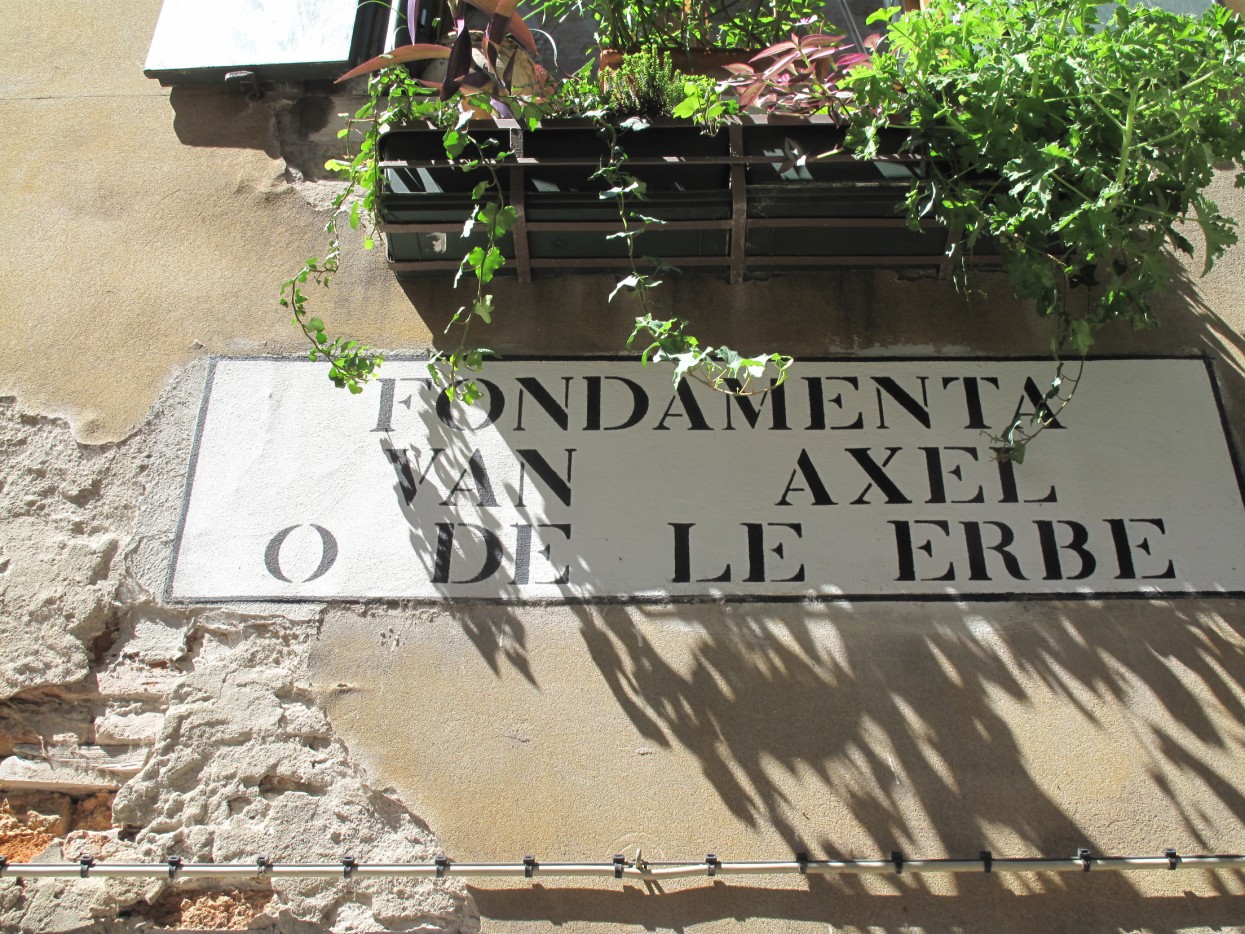 FONDAMENTA
VAN AXEL
O DE LE ERBE